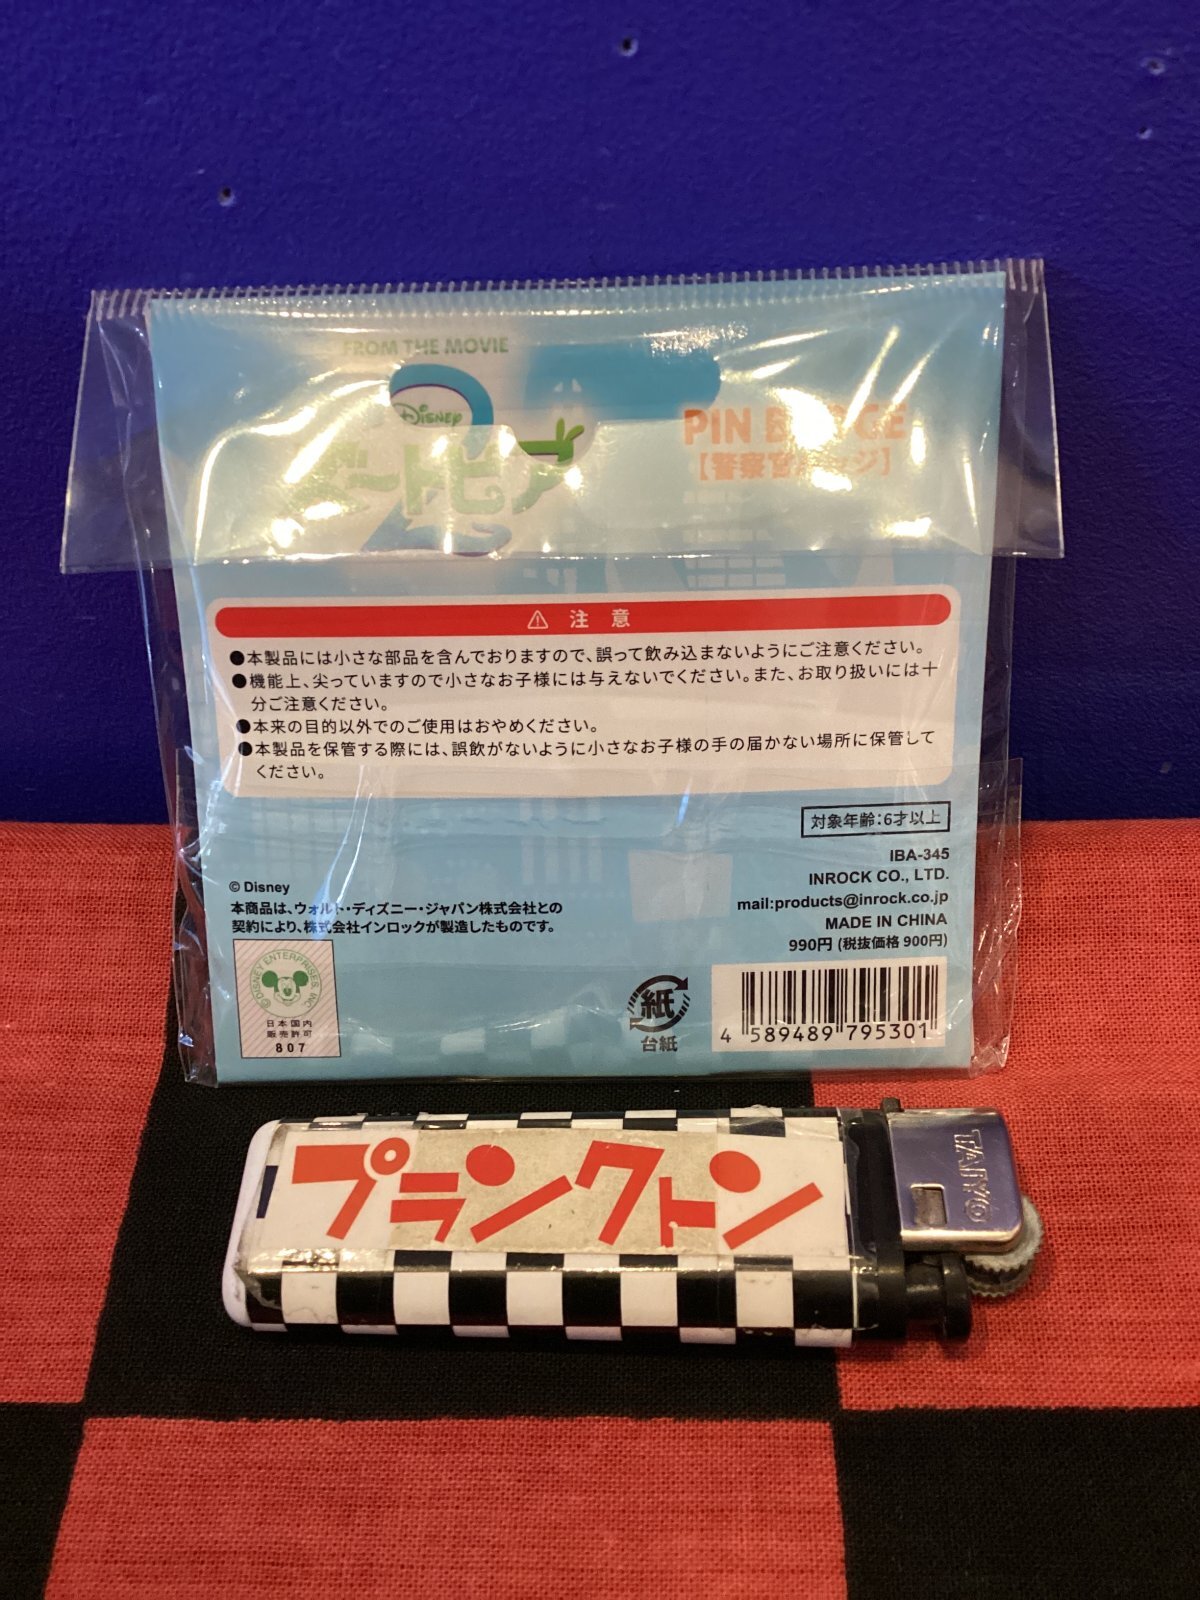 FROM THE MOVIE
Disney
ズートピア
2
PIN BADGE
【警察官バッジ】
⚠ 注 意
●本製品には小さな部品を含んでおりますので、誤って飲み込まないようにご注意ください。
●機能上、尖っていますので小さなお子様には与えないでください。また、お取り扱いには十
分ご注意ください。
●本来の目的以外でのご使用はおやめください。
●本製品を保管する際には、誤飲がないように小さなお子様の手の届かない場所に保管して
ください。
対象年齢:6才以上
IBA-345
INROCK CO., LTD.
mail:products@inrock.co.jp
MADE IN CHINA
990円 (税抜価格 900円)
© Disney
本商品は、ウォルト・ディズニー・ジャパン株式会社との
契約により、株式会社インロックが製造したものです。
© DISNEY ENTERPRISES, INC.
日本国内
販売許可
807
紙
台紙
4 589489 795301
プランクトン
TAIYO